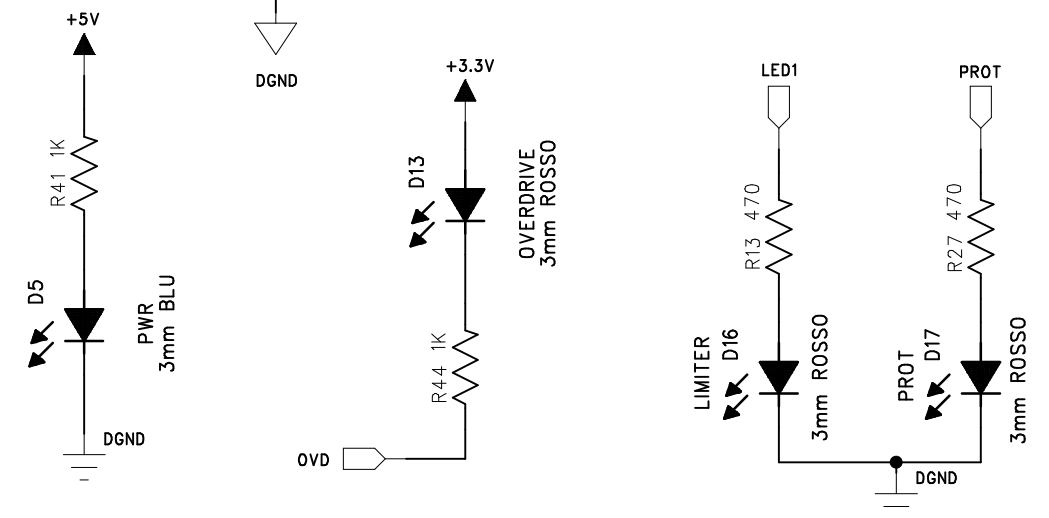 +5V
R41 1K
D5
PWR
3mm BLU
DGND
DGND
+3.3V
D13
OVERDRIVE
3mm ROSSO
R44 1K
OVD
LED1
R13 470
LIMITER
D16
3mm ROSSO
PROT
R27 470
PROT
D17
3mm ROSSO
DGND